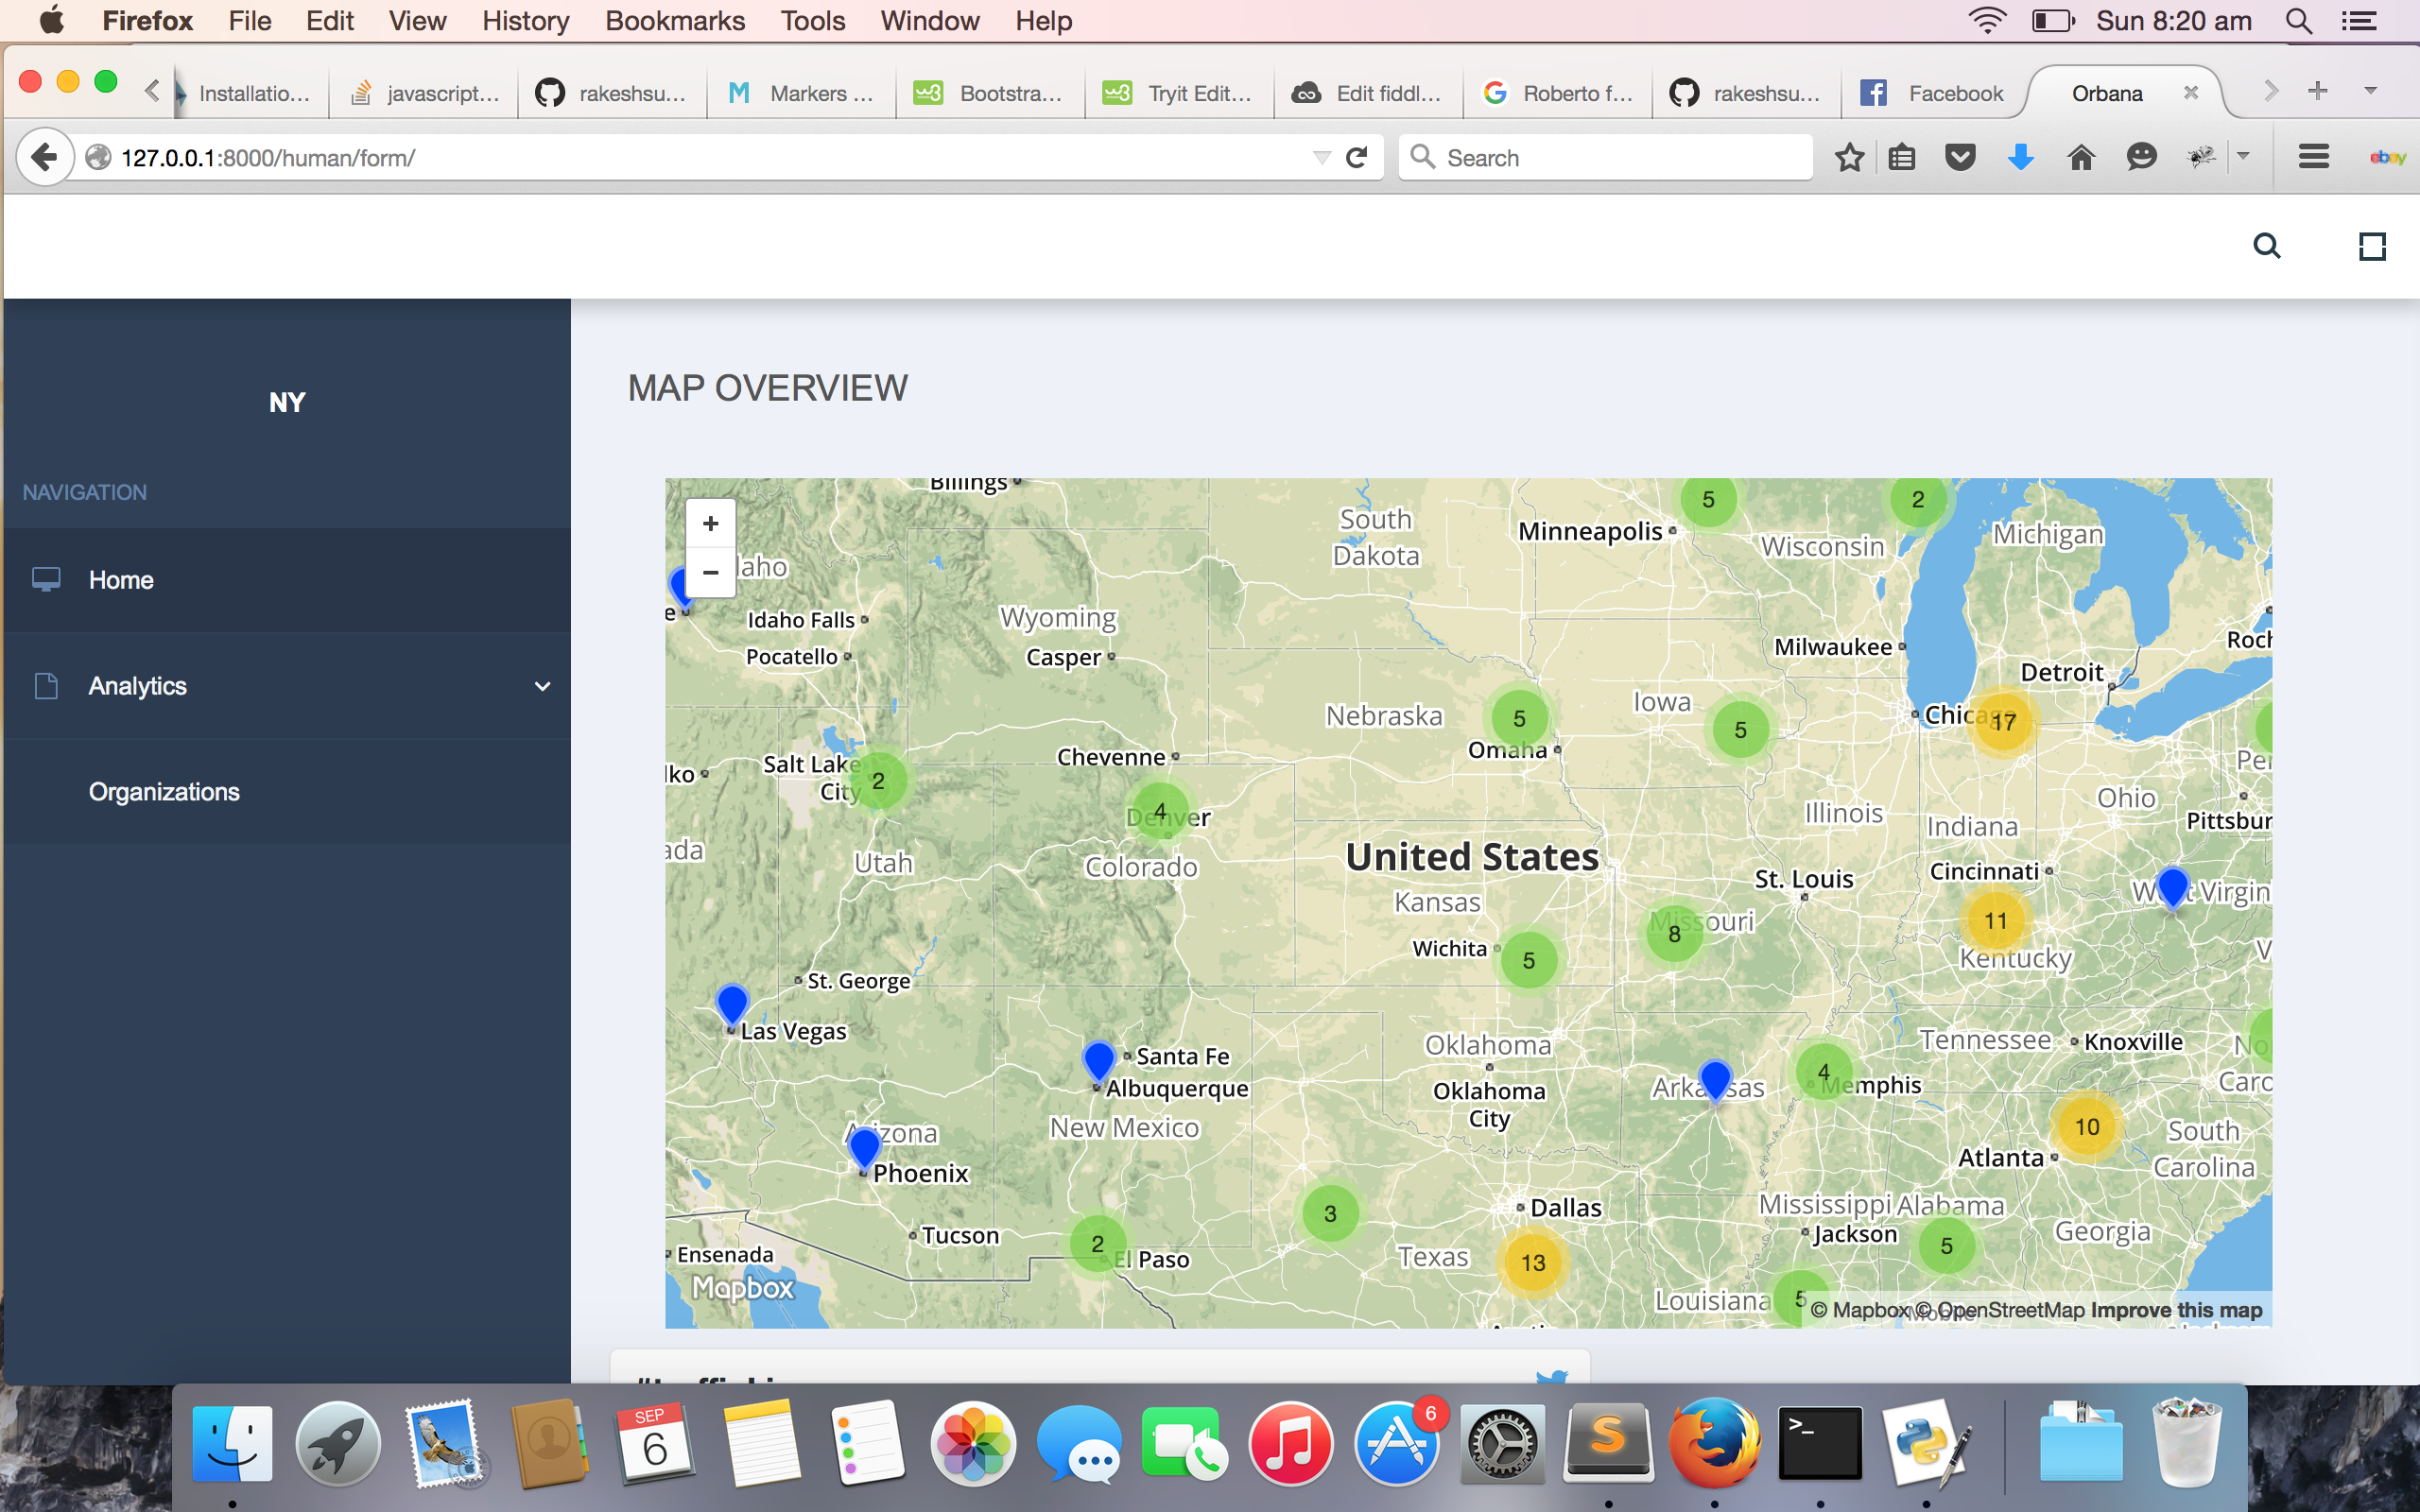 Firefox File Edit View History Bookmarks Tools Window Help Sun 8:20 am
Installatio... javascript... rakeshsu... M Markers ... w3 Bootstra... w3 Tryit Edit... Edit fiddl... G Roberto f... rakeshsu... Facebook Orbana
127.0.0.1:8000/human/form/ Search ebay
NY
NAVIGATION
Home
Analytics
Organizations
MAP OVERVIEW
+
−
Billings
South Dakota
Minneapolis
5
2
Wisconsin
Michigan
Idaho Falls
Wyoming
Pocatello
Casper
Milwaukee
Detroit
Nebraska
5
Omaha
Iowa
5
Chicago
17
Salt Lake City
2
Cheyenne
4
Denver
Utah
Colorado
United States
Illinois
Indiana
Ohio
Pittsbur
Kansas
St. Louis
Cincinnati
West Virgin
Wichita
5
8
Missouri
11
Kentucky
St. George
Las Vegas
Santa Fe
Albuquerque
Oklahoma
Oklahoma City
Arkansas
4
Memphis
Tennessee
Knoxville
Arizona
New Mexico
Phoenix
10
Atlanta
South Carolina
Tucson
2
El Paso
3
Dallas
Texas
13
Mississippi
Alabama
Jackson
5
Georgia
Ensenada
Mapbox
Louisiana
5
© Mapbox © OpenStreetMap Improve this map
SEP
6
6
S
>_